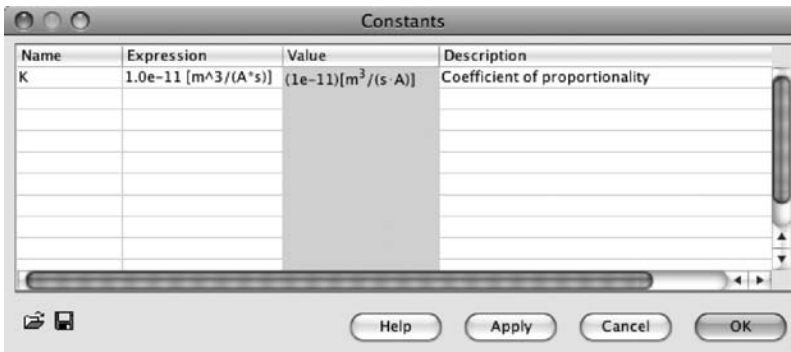 Constants
Name Expression Value Description
K 1.0e-11 [m^3/(A*s)] (1e-11)[m³/(s·A)] Coefficient of proportionality
Help Apply Cancel OK